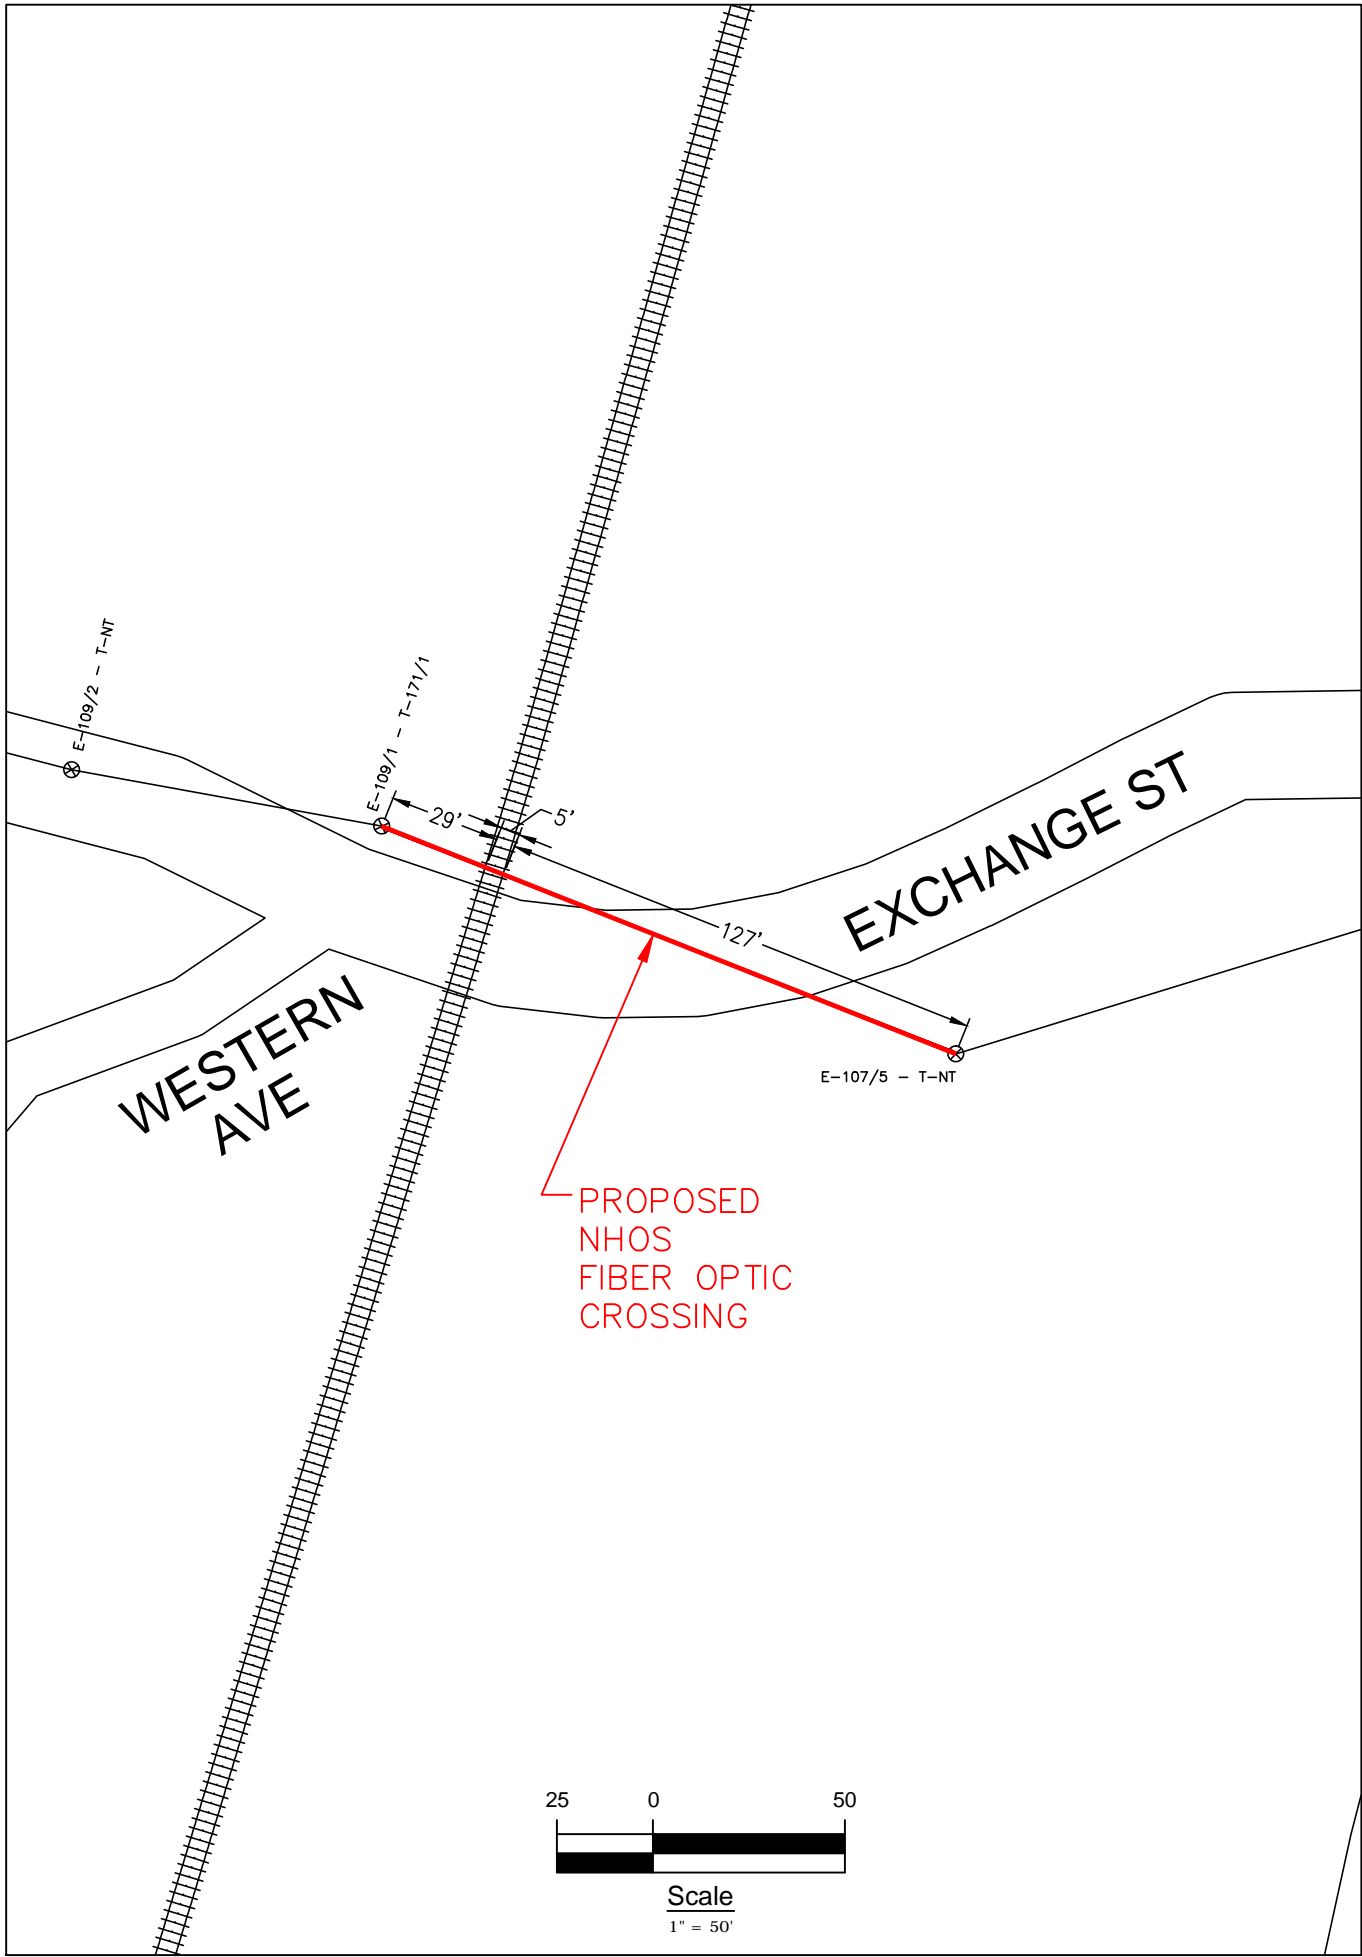 E-109/2 - T-NT
E-109/1 - T-171/1
29'
5'
127'
EXCHANGE ST
WESTERN
AVE
E-107/5 - T-NT
PROPOSED
NHOS
FIBER OPTIC
CROSSING
25 0 50
Scale
1" = 50'